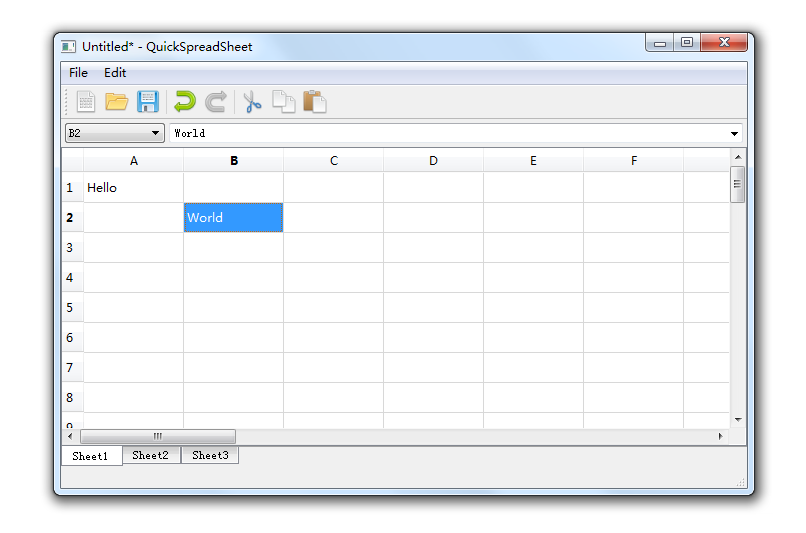 Untitled* - QuickSpreadSheet
File Edit
B2 World
A B C D E F
1 Hello
2 World
3
4
5
6
7
8
Sheet1 Sheet2 Sheet3